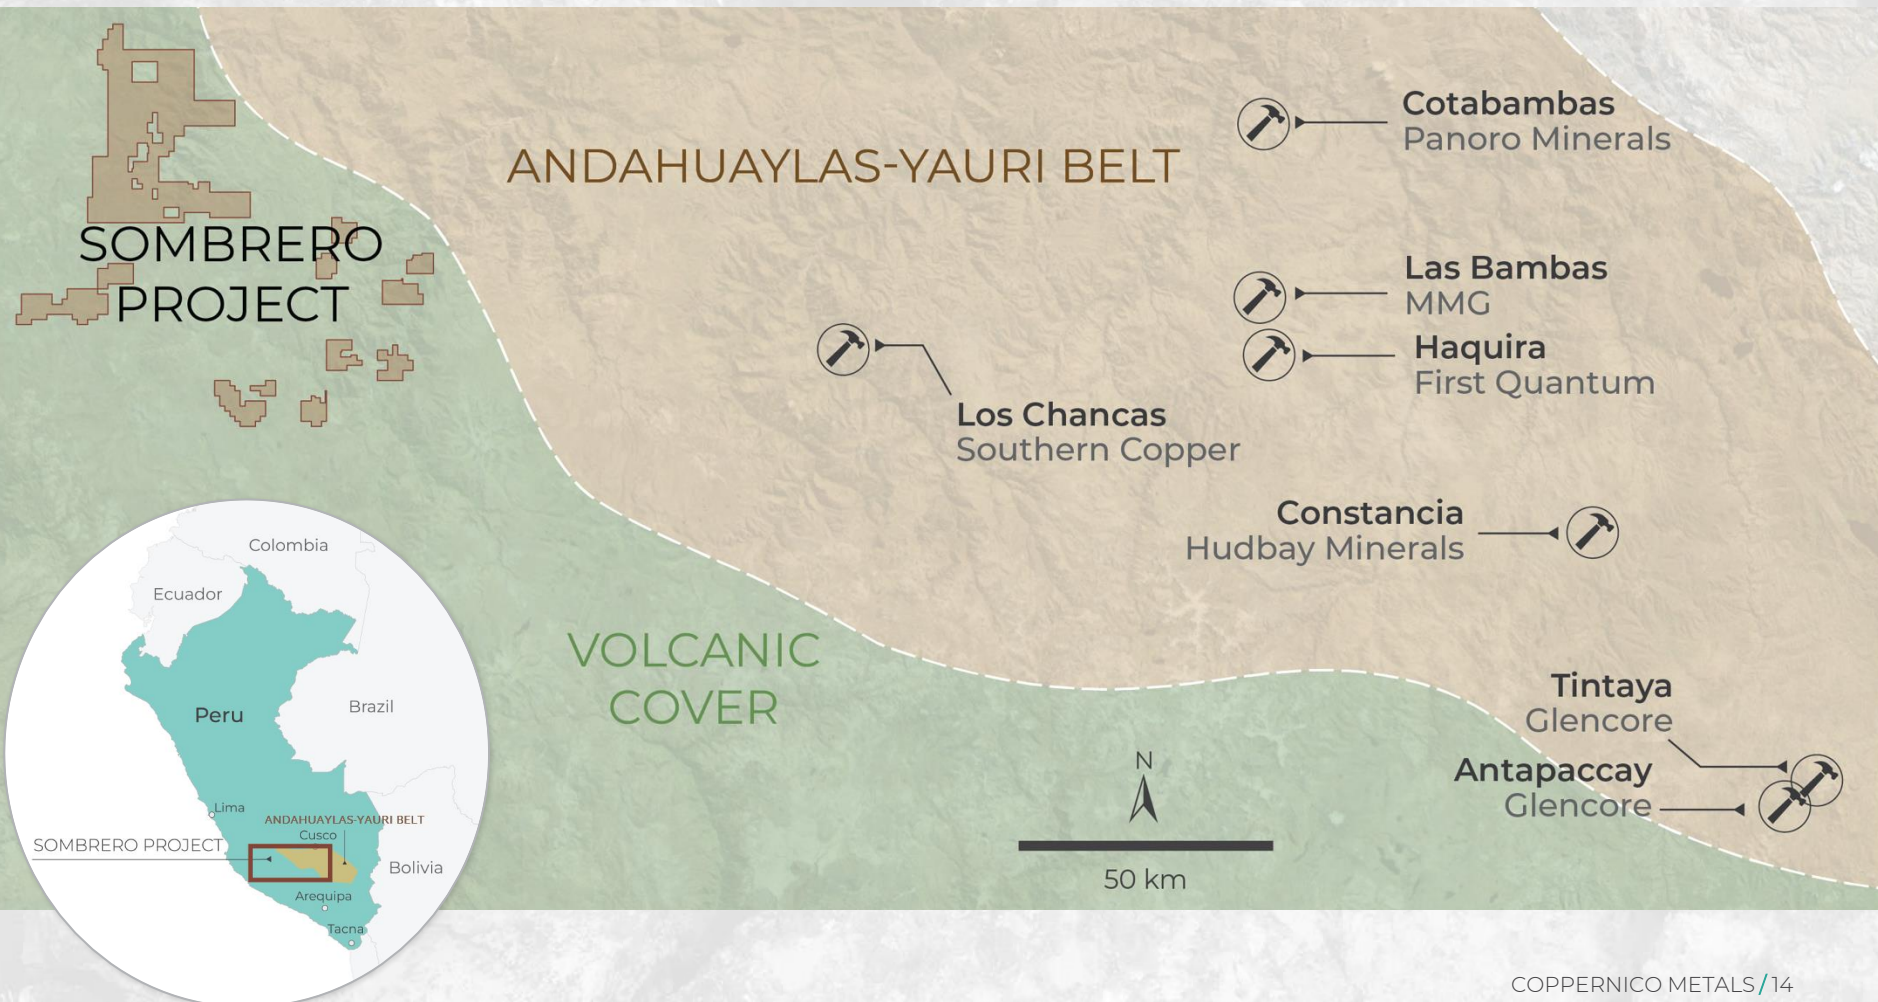 Cotabambas
Panoro Minerals
ANDAHUAYLAS-YAURI BELT
SOMBRERO
PROJECT
Las Bambas
MMG
Haquira
First Quantum
Los Chancas
Southern Copper
Constancia
Hudbay Minerals
VOLCANIC
COVER
Tintaya
Glencore
Antapaccay
Glencore
N
50 km
Colombia
Ecuador
Peru
Brazil
Lima
ANDAHUAYLAS-YAURI BELT
Cusco
SOMBRERO PROJECT
Bolivia
Arequipa
Tacna
COPPERNICO METALS / 14